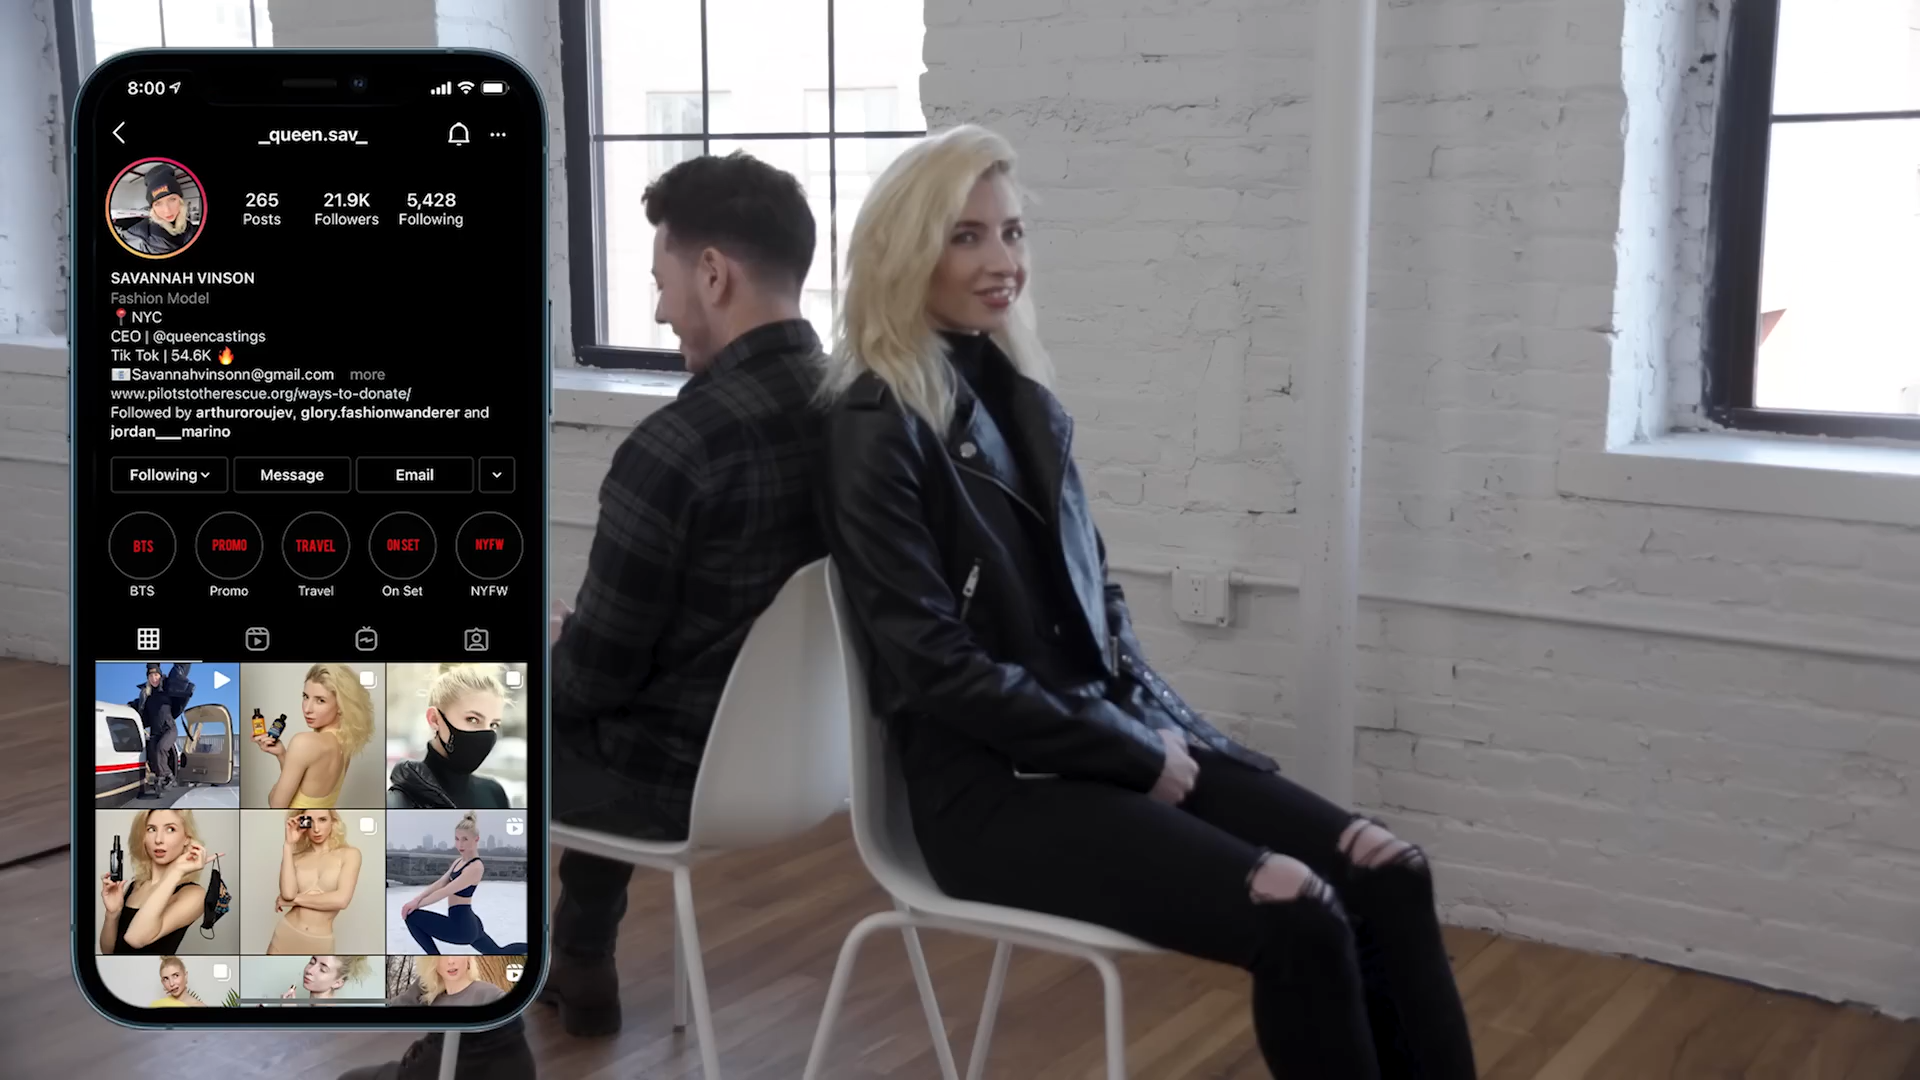 8:00
_queen.sav_
265 21.9K 5,428
Posts Followers Following
SAVANNAH VINSON
Fashion Model
📍 NYC
CEO | @queencastings
Tik Tok | 54.6K 🔥
📧Savannahvinsonn@gmail.com more
www.pilotstotherescue.org/ways-to-donate/
Followed by arthuroroujev, glory.fashionwanderer and
jordan___marino
Following Message Email
BTS PROMO TRAVEL ON SET NYFW
BTS Promo Travel On Set NYFW